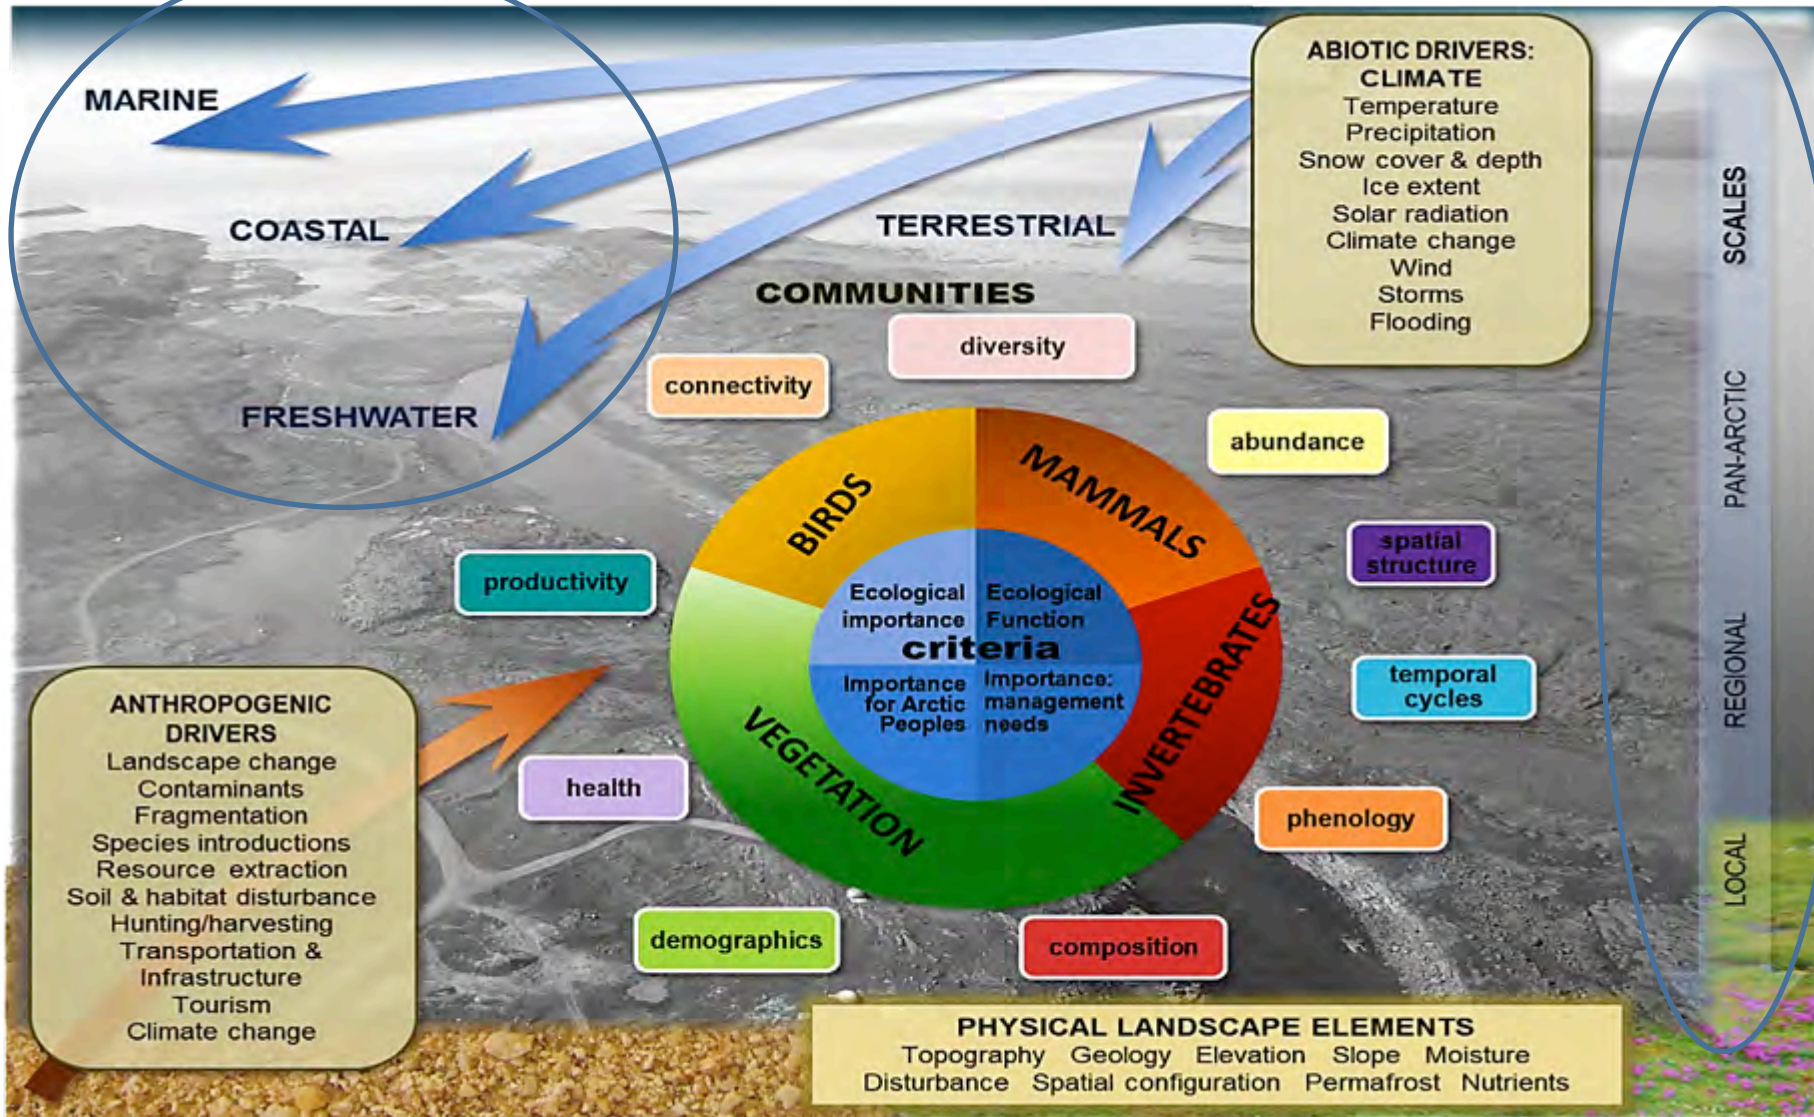 MARINE
COASTAL
FRESHWATER
TERRESTRIAL
COMMUNITIES
ABIOTIC DRIVERS:
CLIMATE
Temperature
Precipitation
Snow cover & depth
Ice extent
Solar radiation
Climate change
Wind
Storms
Flooding
SCALES
PAN-ARCTIC
REGIONAL
LOCAL
connectivity
diversity
abundance
spatial
structure
temporal
cycles
phenology
composition
demographics
health
productivity
BIRDS
MAMMALS
INVERTEBRATES
VEGETATION
Ecological
importance
Ecological
Function
criteria
Importance
for Arctic
Peoples
Importance:
management
needs
ANTHROPOGENIC
DRIVERS
Landscape change
Contaminants
Fragmentation
Species introductions
Resource extraction
Soil & habitat disturbance
Hunting/harvesting
Transportation &
Infrastructure
Tourism
Climate change
PHYSICAL LANDSCAPE ELEMENTS
Topography Geology Elevation Slope Moisture
Disturbance Spatial configuration Permafrost Nutrients